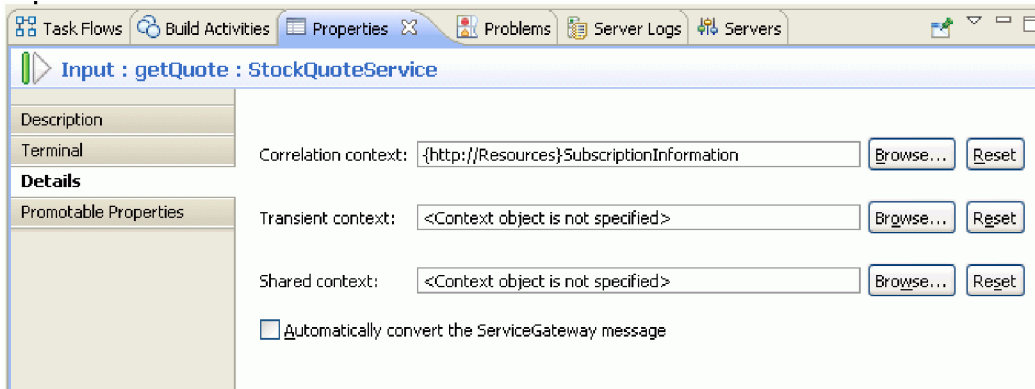 Task Flows Build Activities Properties Problems Server Logs Servers
Input : getQuote : StockQuoteService
Description
Terminal
Details
Promotable Properties
Correlation context: {http://Resources}SubscriptionInformation Browse... Reset
Transient context: <Context object is not specified> Browse... Reset
Shared context: <Context object is not specified> Browse... Reset
Automatically convert the ServiceGateway message